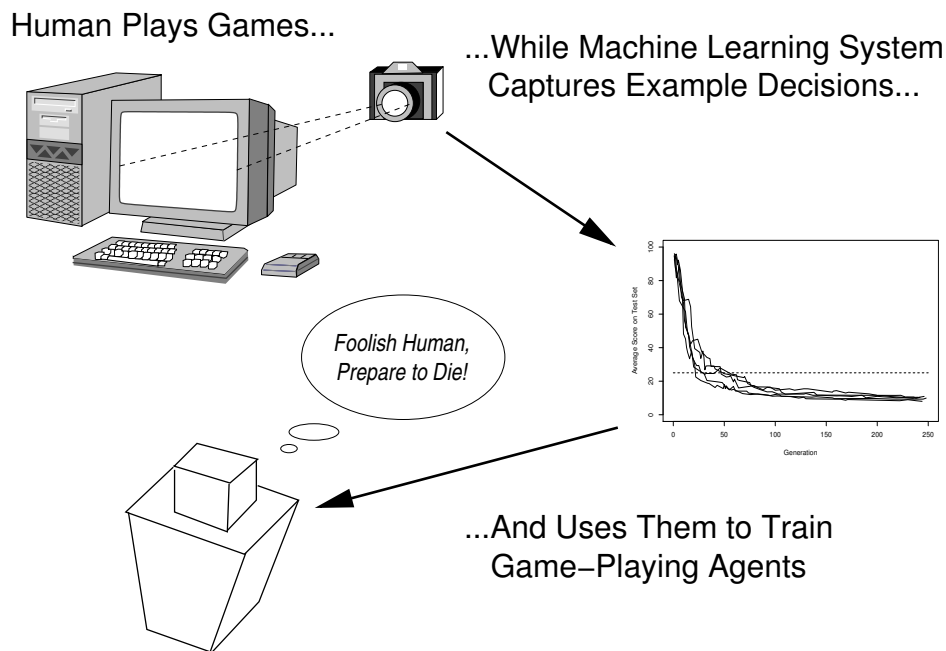 Human Plays Games...
...While Machine Learning System
Captures Example Decisions...
Average Score on Test Set
100
80
60
40
20
0
0 50 100 150 200 250
Generation
Foolish Human,
Prepare to Die!
...And Uses Them to Train
Game−Playing Agents